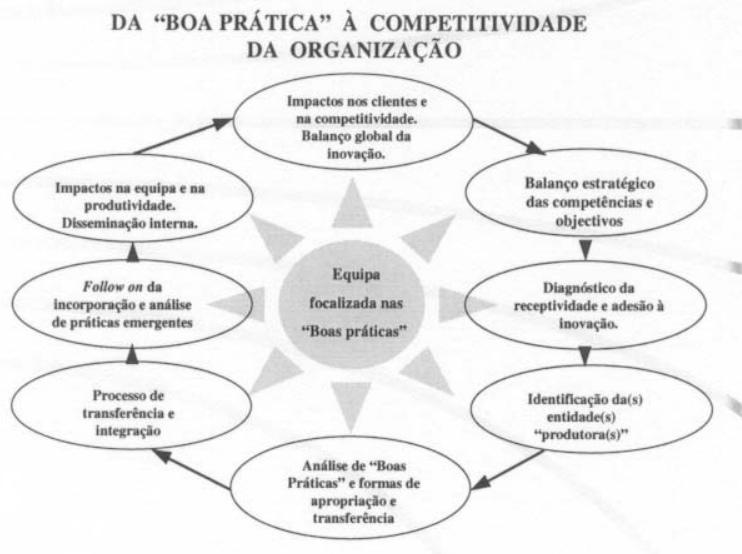 DA “BOA PRÁTICA” À COMPETITIVIDADE
DA ORGANIZAÇÃO
Impactos nos clientes e
na competitividade.
Balanço global da
inovação.
Balanço estratégico
das competências e
objectivos
Diagnóstico da
receptividade e adesão à
inovação.
Identificação da(s)
entidade(s)
“produtora(s)”
Análise de “Boas
Práticas” e formas de
apropriação e
transferência
Processo de
transferência e
integração
Follow on da
incorporação e análise
de práticas emergentes
Impactos na equipa e na
produtividade.
Disseminação interna.
Equipa
focalizada nas
“Boas práticas”